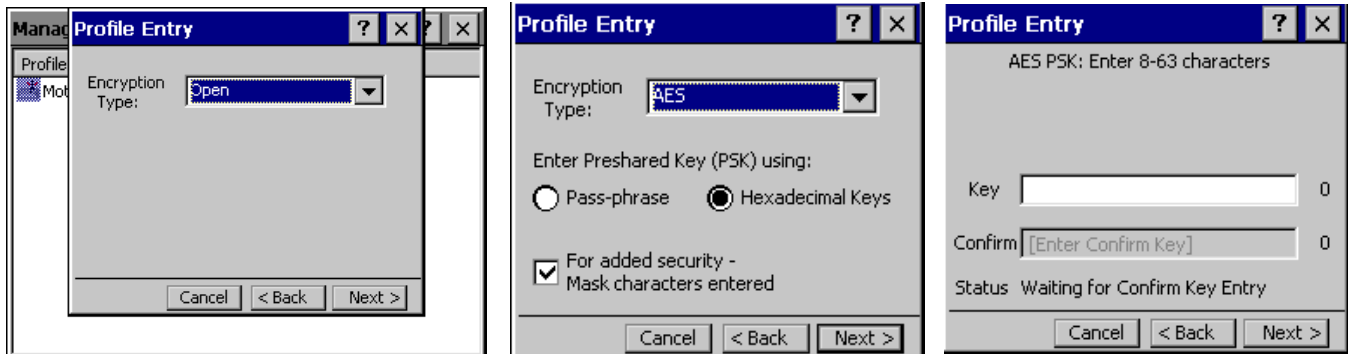 Manag
Profile Entry ? × ? ×
Profile
Mot
Encryption
Type:
Open
Cancel < Back Next >
Profile Entry ? ×
Encryption
Type:
AES
Enter Preshared Key (PSK) using:
Pass-phrase Hexadecimal Keys
For added security -
Mask characters entered
Cancel < Back Next >
Profile Entry ? ×
AES PSK: Enter 8-63 characters
Key 0
Confirm [Enter Confirm Key] 0
Status Waiting for Confirm Key Entry
Cancel < Back Next >